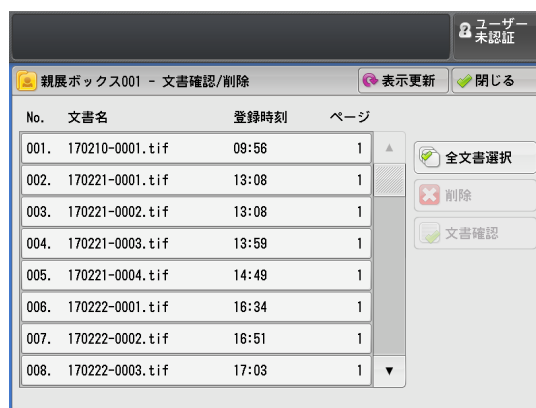 ユーザー
未認証
親展ボックス001 - 文書確認/削除 表示更新 閉じる
No. 文書名 登録時刻 ページ
001. 170210-0001.tif 09:56 1
全文書選択
002. 170221-0001.tif 13:08 1
削除
003. 170221-0002.tif 13:08 1
文書確認
004. 170221-0003.tif 13:59 1
005. 170221-0004.tif 14:49 1
006. 170222-0001.tif 16:34 1
007. 170222-0002.tif 16:51 1
008. 170222-0003.tif 17:03 1